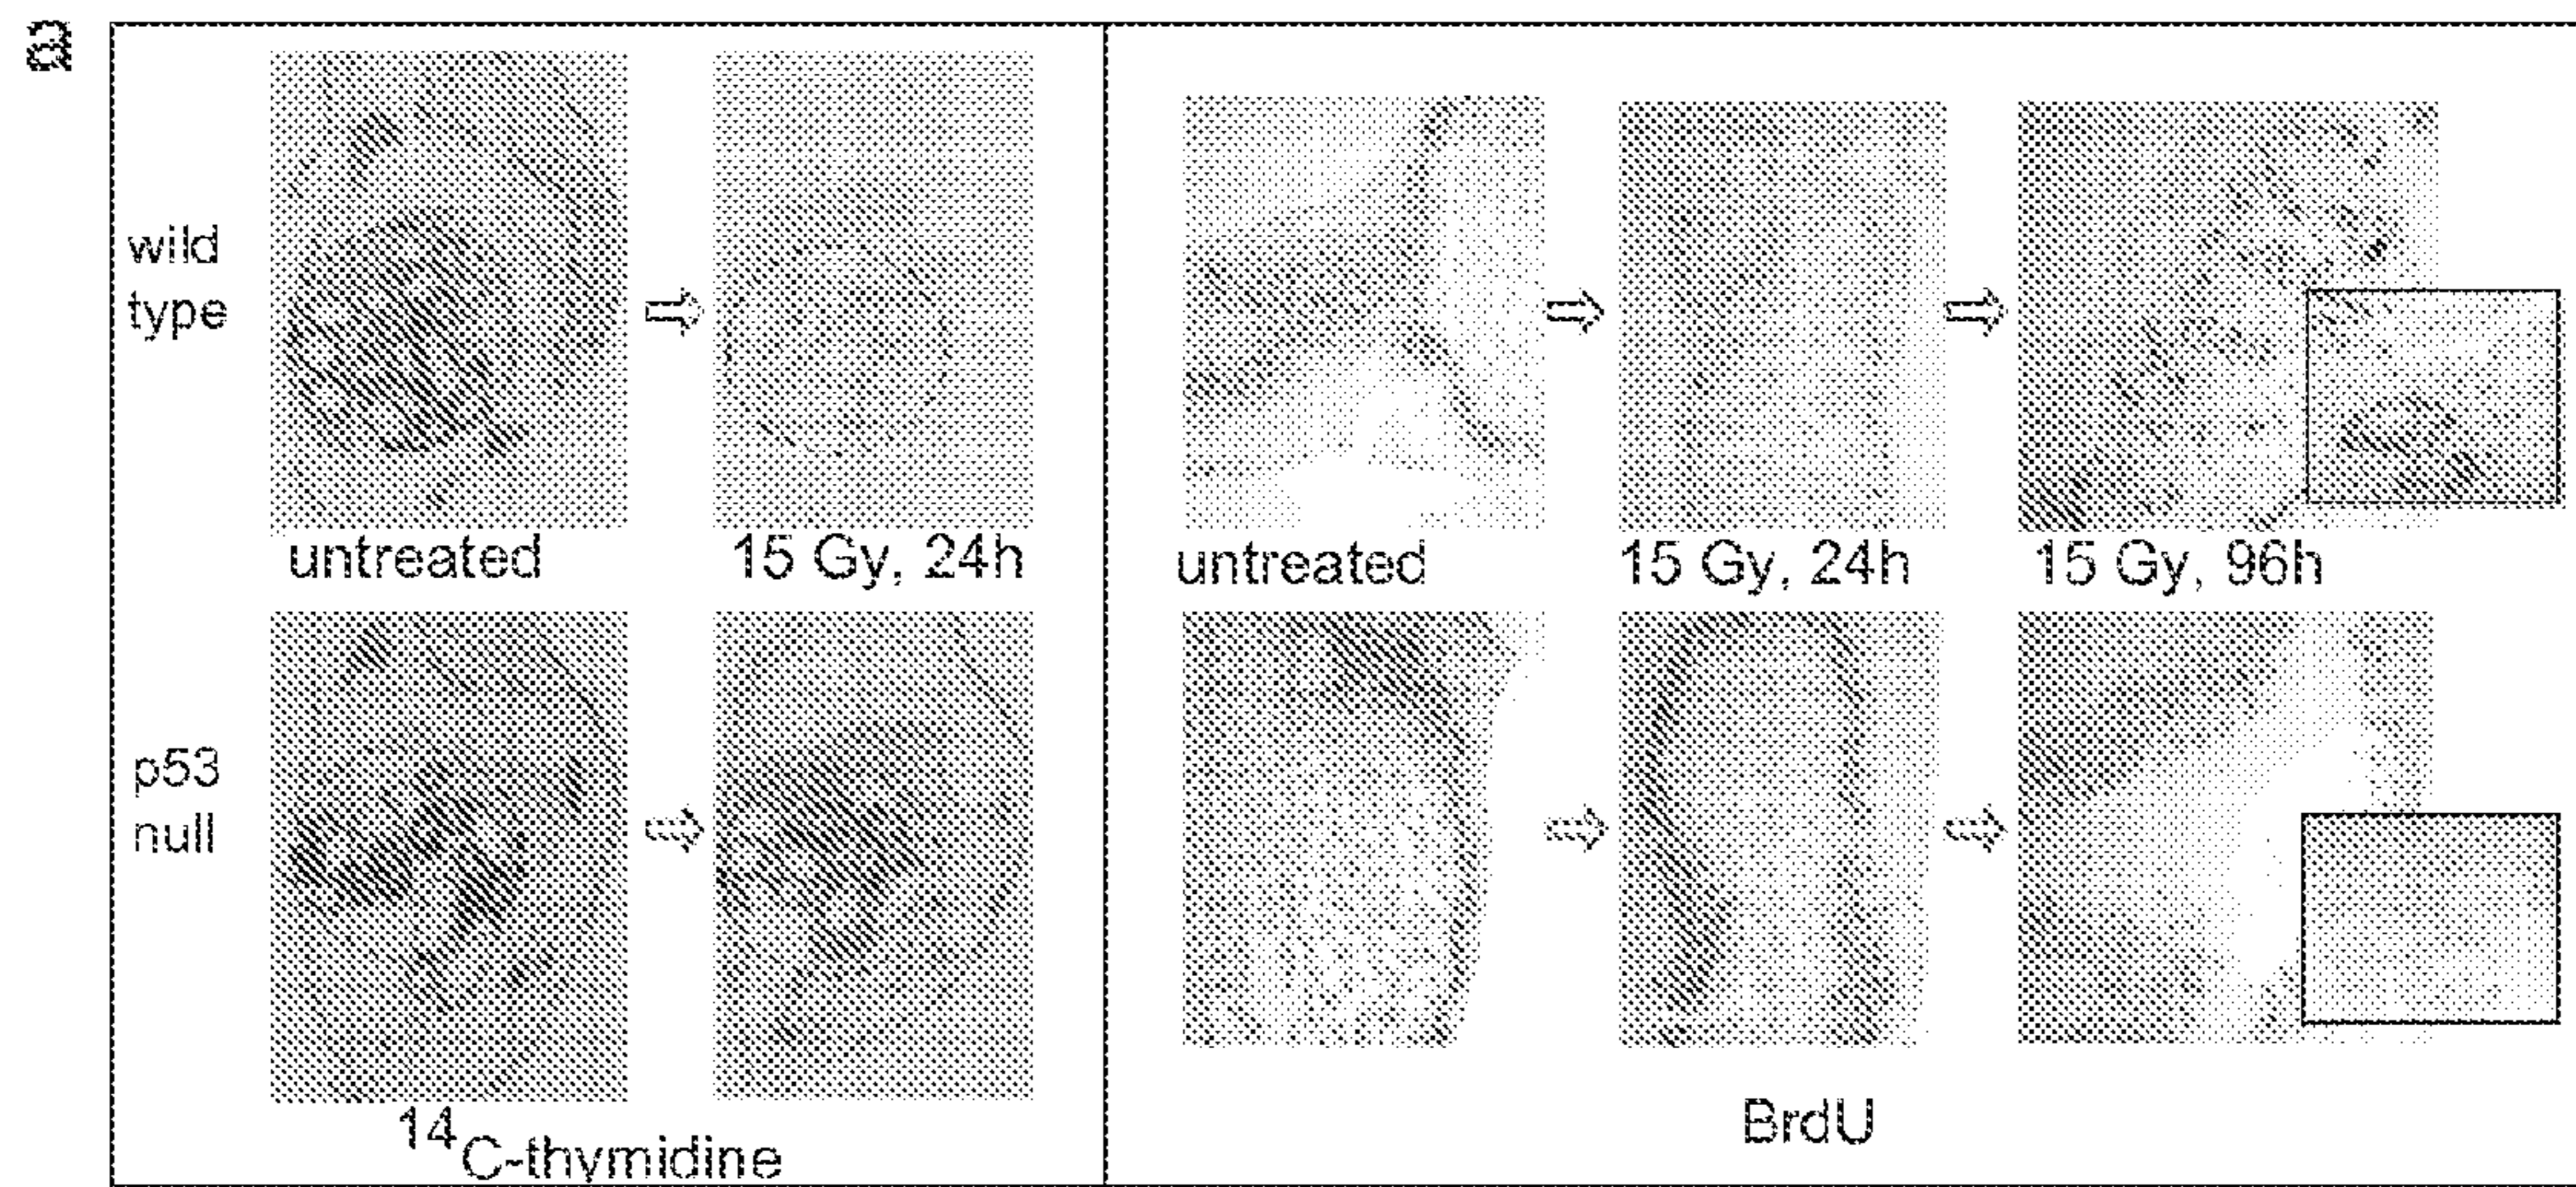 a
wild
type
untreated
15 Gy, 24h
untreated
15 Gy, 24h
15 Gy, 96h
p53
null
14C-thymidine
BrdU